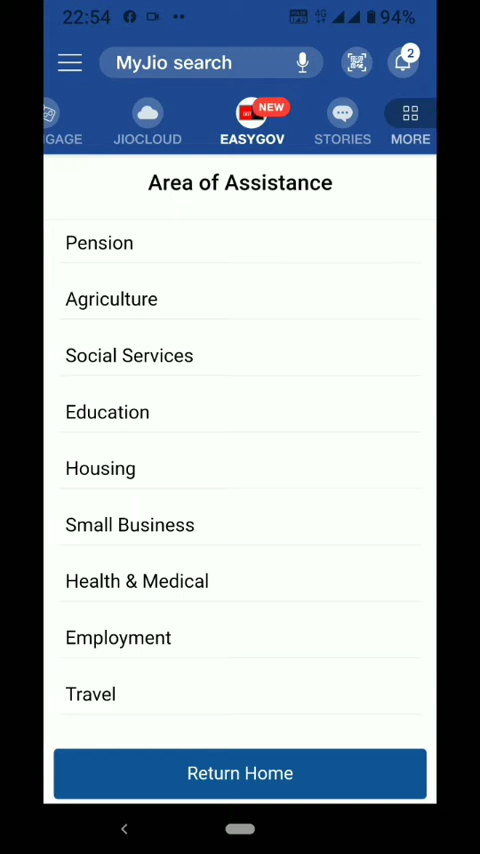 22:54 4G 94%
MyJio search 2
NEW
GAGE JIOCLOUD EASYGOV STORIES MORE
Area of Assistance
Pension
Agriculture
Social Services
Education
Housing
Small Business
Health & Medical
Employment
Travel
Return Home